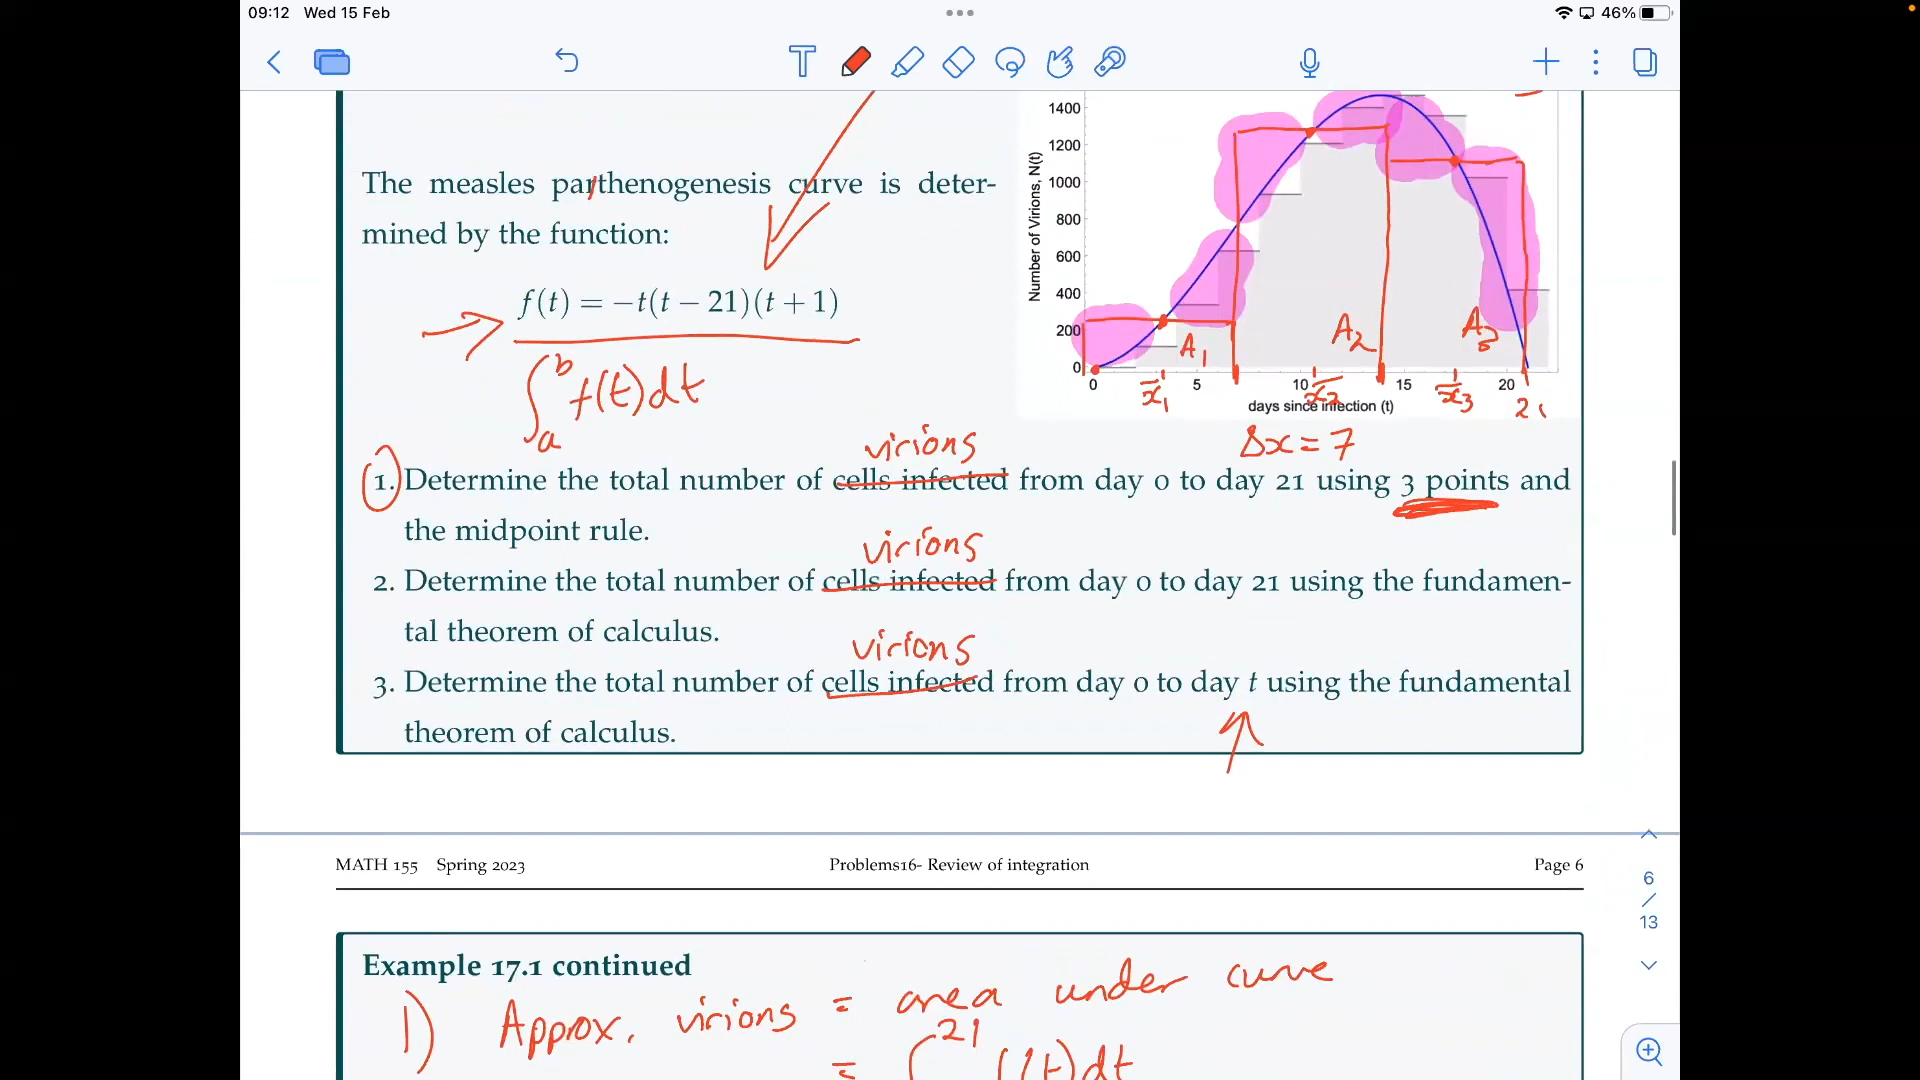 09:12 Wed 15 Feb
46%
The measles parthenogenesis curve is deter-
mined by the function:
f(t) = −t(t − 21)(t + 1)
∫ₐᵇ f(t)dt
1400
1200
1000
800
600
400
200
0
Number of Virions, N(t)
A₁ A₂ A₃
0 5 10 15 20
x̄₁ x̄₂ x̄₃ 21
days since infection (t)
Δx = 7
virions
1. Determine the total number of cells infected from day 0 to day 21 using 3 points and
the midpoint rule.
virions
2. Determine the total number of cells infected from day 0 to day 21 using the fundamen-
tal theorem of calculus.
virions
3. Determine the total number of cells infected from day 0 to day t using the fundamental
theorem of calculus.
MATH 155 Spring 2023 Problems16- Review of integration Page 6
6
/
13
Example 17.1 continued
1) Approx. virions = area under curve
= ∫²¹ f(t)dt